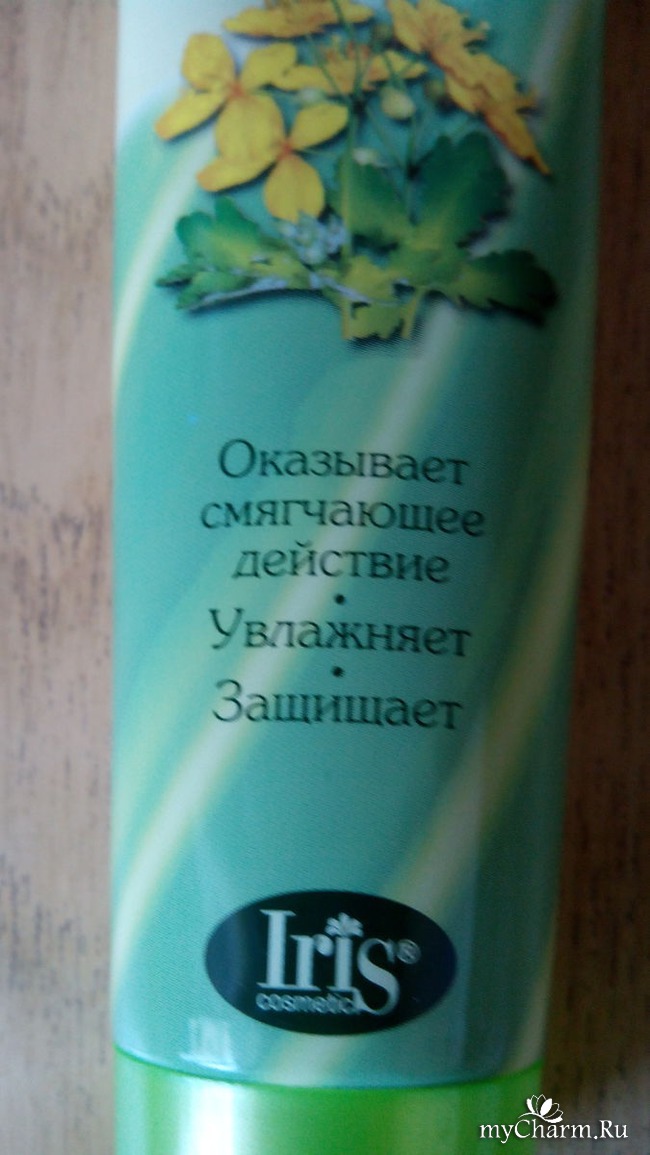 Оказывает
смягчающее
действие
•
Увлажняет
•
Защищает
Iris®
cosmetic
myCharm.Ru